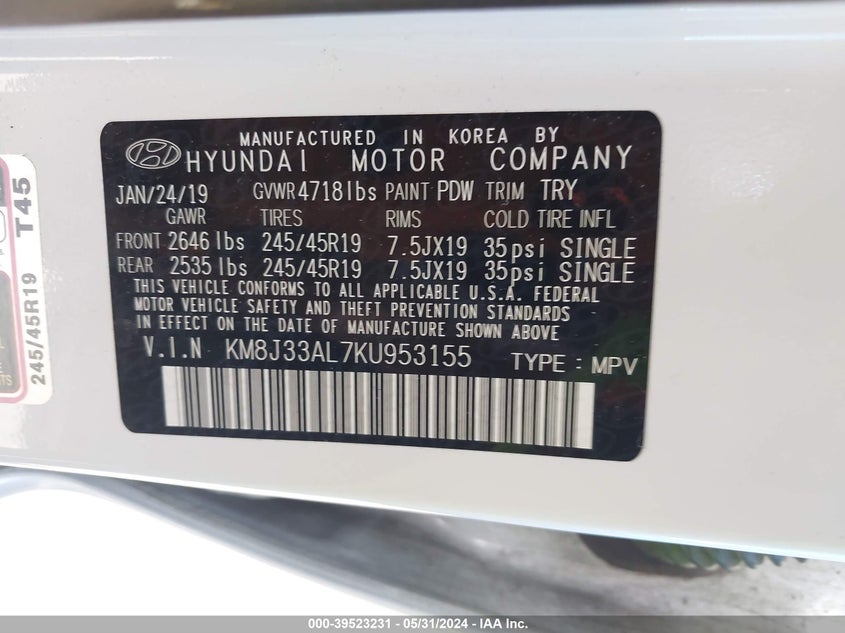 MANUFACTURED IN KOREA BY
HYUNDAI MOTOR COMPANY
JAN/24/19 GVWR 4718lbs PAINT PDW TRIM TRY
GAWR TIRES RIMS COLD TIRE INFL
FRONT 2646 lbs 245/45R19 7.5JX19 35psi SINGLE
REAR 2535 lbs 245/45R19 7.5JX19 35psi SINGLE
THIS VEHICLE CONFORMS TO ALL APPLICABLE U.S.A. FEDERAL
MOTOR VEHICLE SAFETY AND THEFT PREVENTION STANDARDS
IN EFFECT ON THE DATE OF MANUFACTURE SHOWN ABOVE
V.I.N KM8J33AL7KU953155 TYPE : MPV
245/45R19 T45
000-39523231 - 05/31/2024 - IAA Inc.